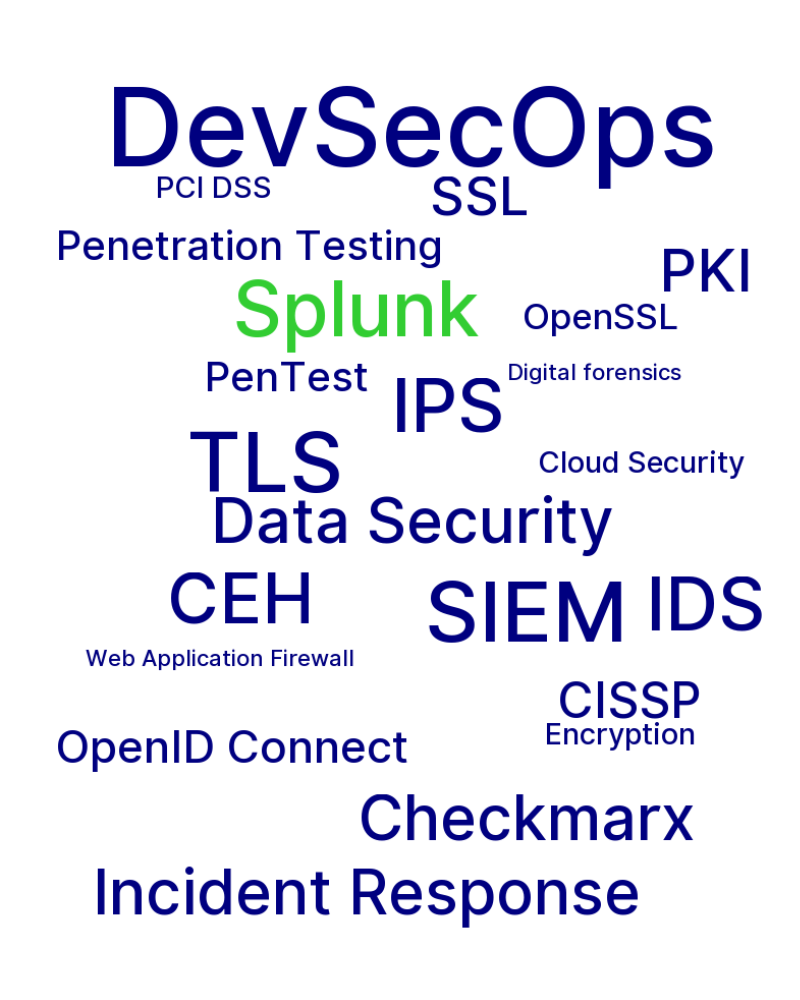 DevSecOps
PCI DSS
SSL
Penetration Testing
PKI
Splunk
OpenSSL
PenTest
Digital forensics
IPS
TLS
Cloud Security
Data Security
CEH
SIEM
IDS
Web Application Firewall
CISSP
Encryption
OpenID Connect
Checkmarx
Incident Response